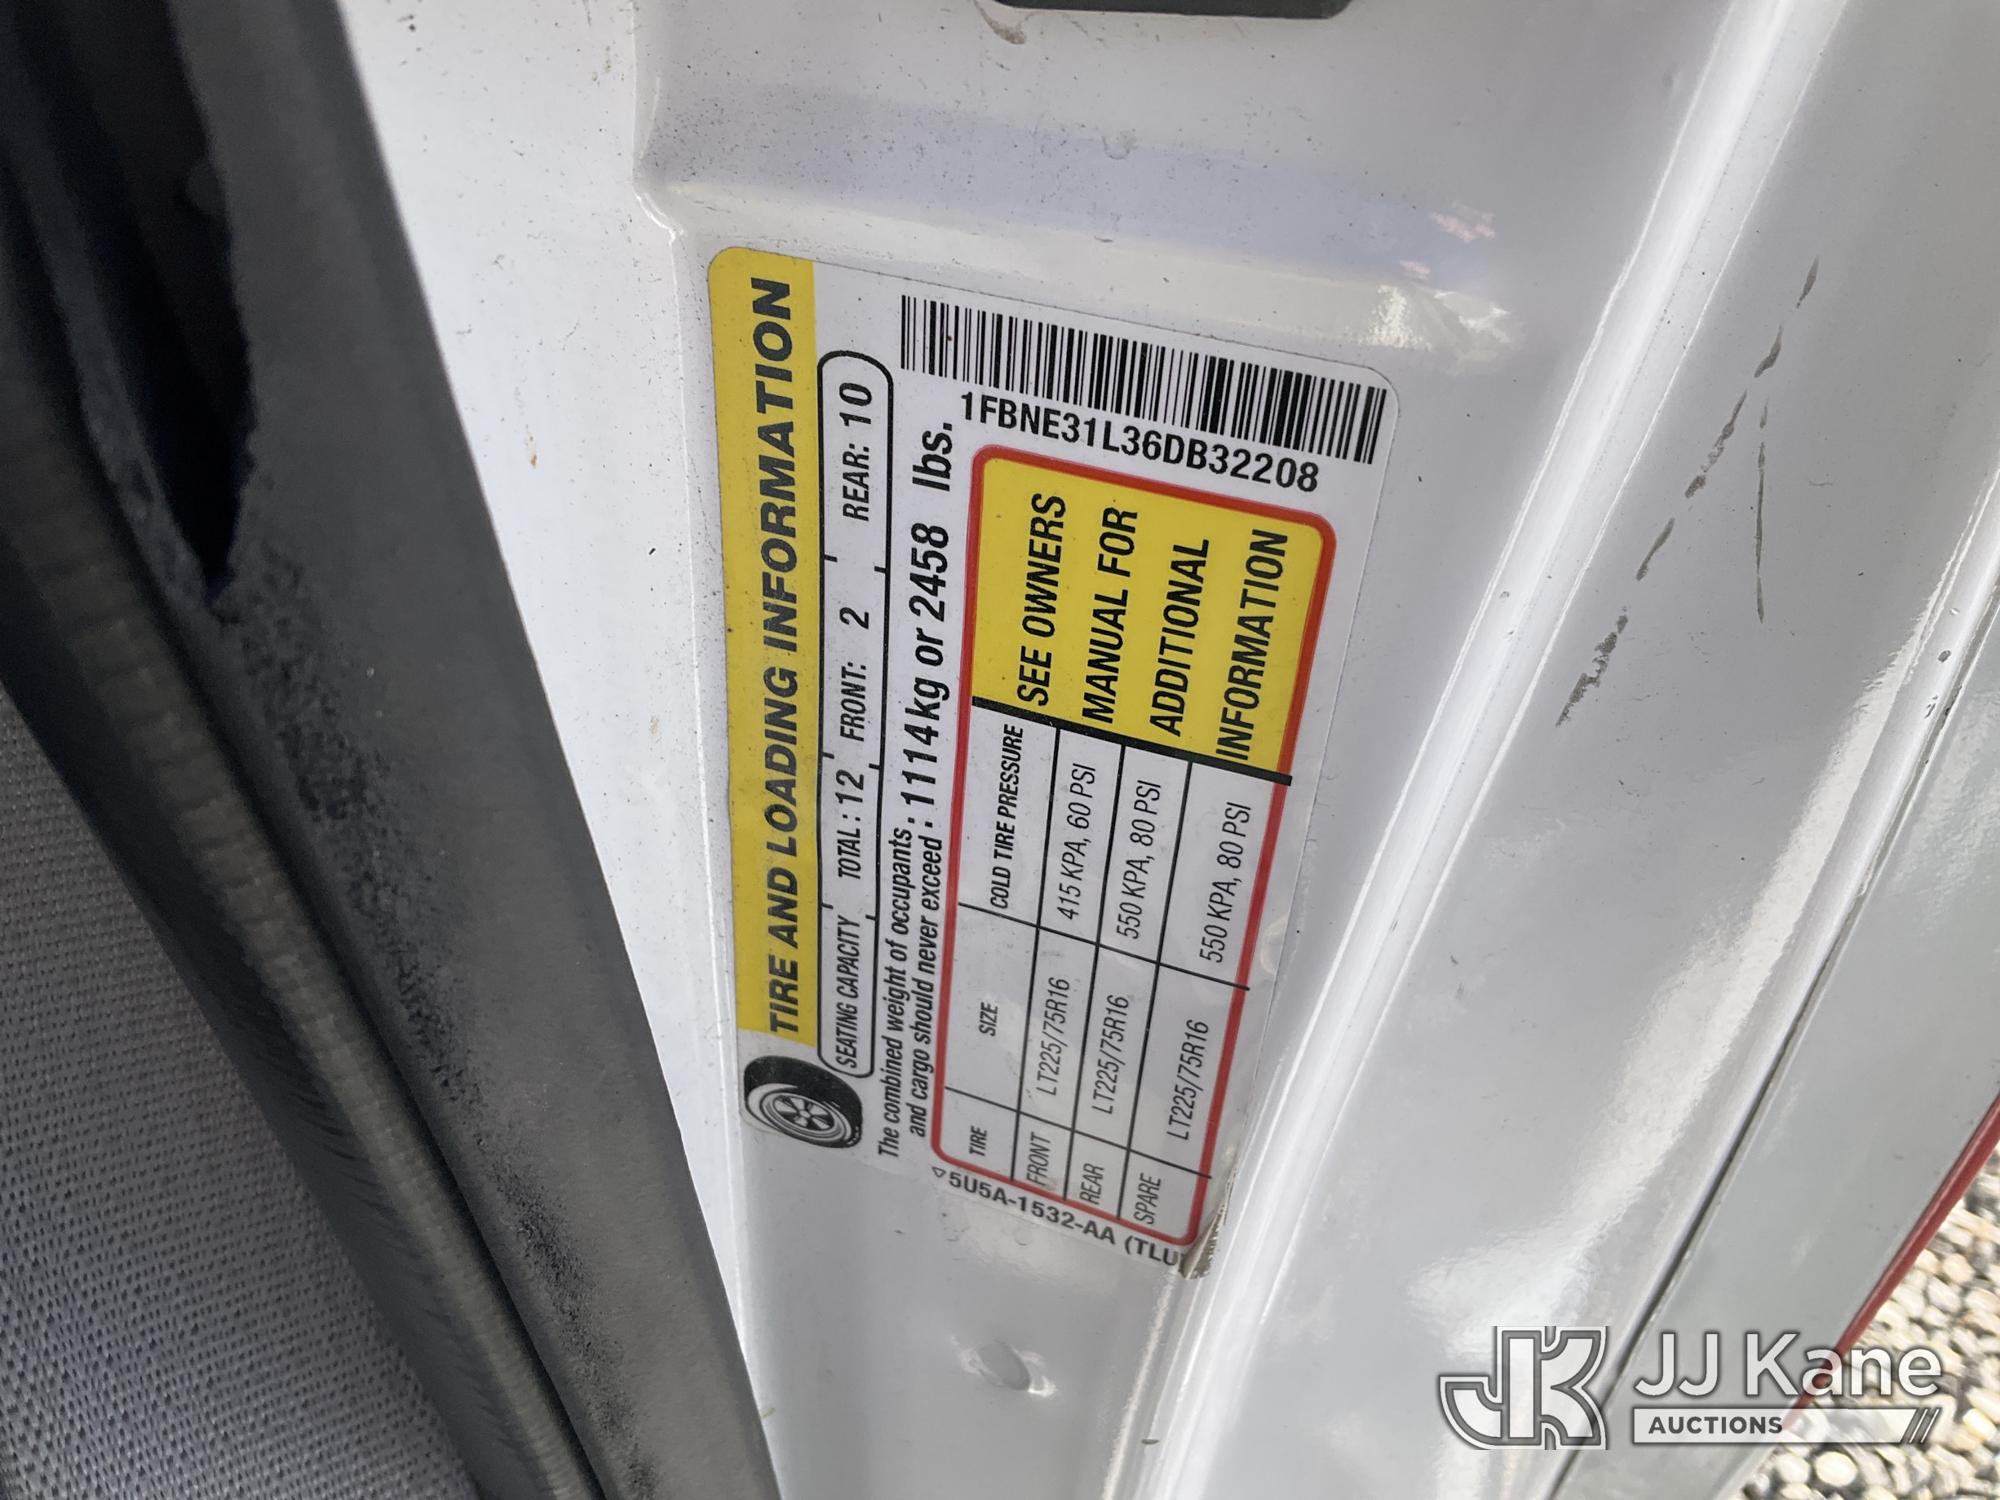 TIRE AND LOADING INFORMATION
SEATING CAPACITY TOTAL: 12 FRONT: 2 REAR: 10
The combined weight of occupants
and cargo should never exceed : 1114kg or 2458 lbs.
1FBNE31L36DB32208
TIRE SIZE COLD TIRE PRESSURE
FRONT LT225/75R16 415 KPA, 60 PSI
REAR LT225/75R16 550 KPA, 80 PSI
SPARE LT225/75R16 550 KPA, 80 PSI
SEE OWNERS
MANUAL FOR
ADDITIONAL
INFORMATION
5U5A-1532-AA (TLU
JK JJ Kane
AUCTIONS